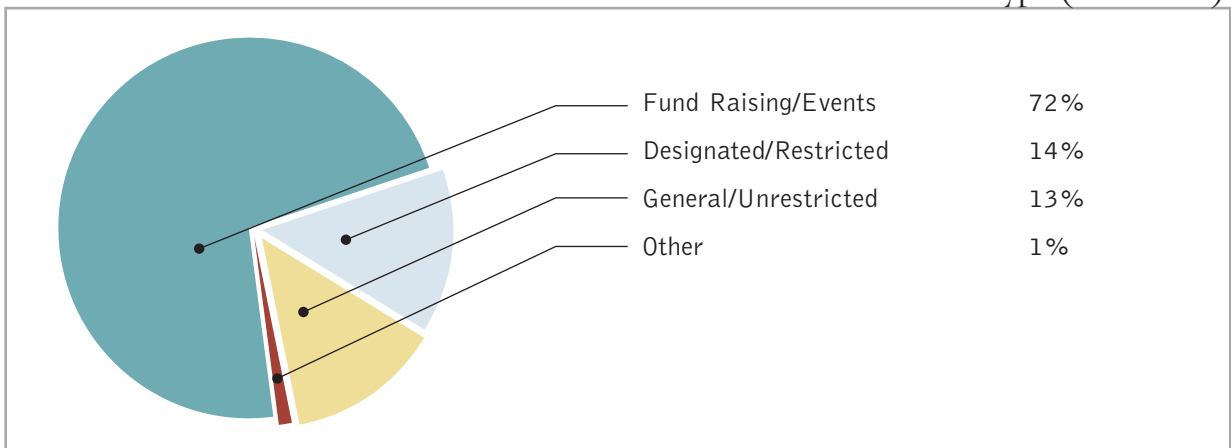 Fund Raising/Events 72%
Designated/Restricted 14%
General/Unrestricted 13%
Other 1%